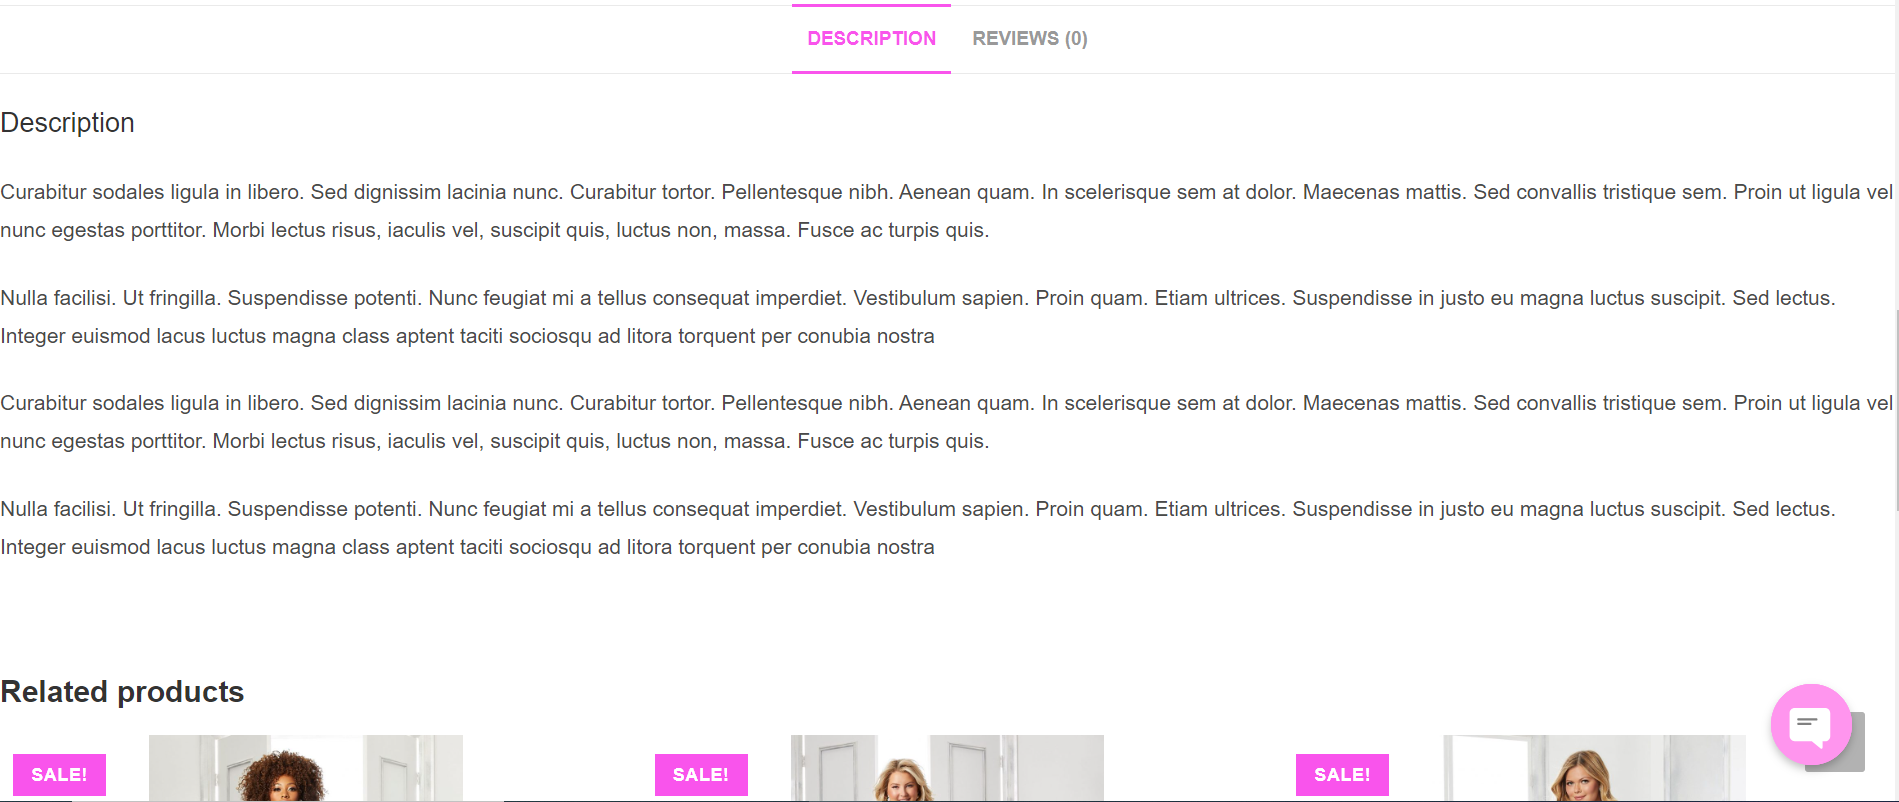 DESCRIPTION REVIEWS (0)
Description
Curabitur sodales ligula in libero. Sed dignissim lacinia nunc. Curabitur tortor. Pellentesque nibh. Aenean quam. In scelerisque sem at dolor. Maecenas mattis. Sed convallis tristique sem. Proin ut ligula vel
nunc egestas porttitor. Morbi lectus risus, iaculis vel, suscipit quis, luctus non, massa. Fusce ac turpis quis.
Nulla facilisi. Ut fringilla. Suspendisse potenti. Nunc feugiat mi a tellus consequat imperdiet. Vestibulum sapien. Proin quam. Etiam ultrices. Suspendisse in justo eu magna luctus suscipit. Sed lectus.
Integer euismod lacus luctus magna class aptent taciti sociosqu ad litora torquent per conubia nostra
Curabitur sodales ligula in libero. Sed dignissim lacinia nunc. Curabitur tortor. Pellentesque nibh. Aenean quam. In scelerisque sem at dolor. Maecenas mattis. Sed convallis tristique sem. Proin ut ligula vel
nunc egestas porttitor. Morbi lectus risus, iaculis vel, suscipit quis, luctus non, massa. Fusce ac turpis quis.
Nulla facilisi. Ut fringilla. Suspendisse potenti. Nunc feugiat mi a tellus consequat imperdiet. Vestibulum sapien. Proin quam. Etiam ultrices. Suspendisse in justo eu magna luctus suscipit. Sed lectus.
Integer euismod lacus luctus magna class aptent taciti sociosqu ad litora torquent per conubia nostra
Related products
SALE! SALE! SALE!